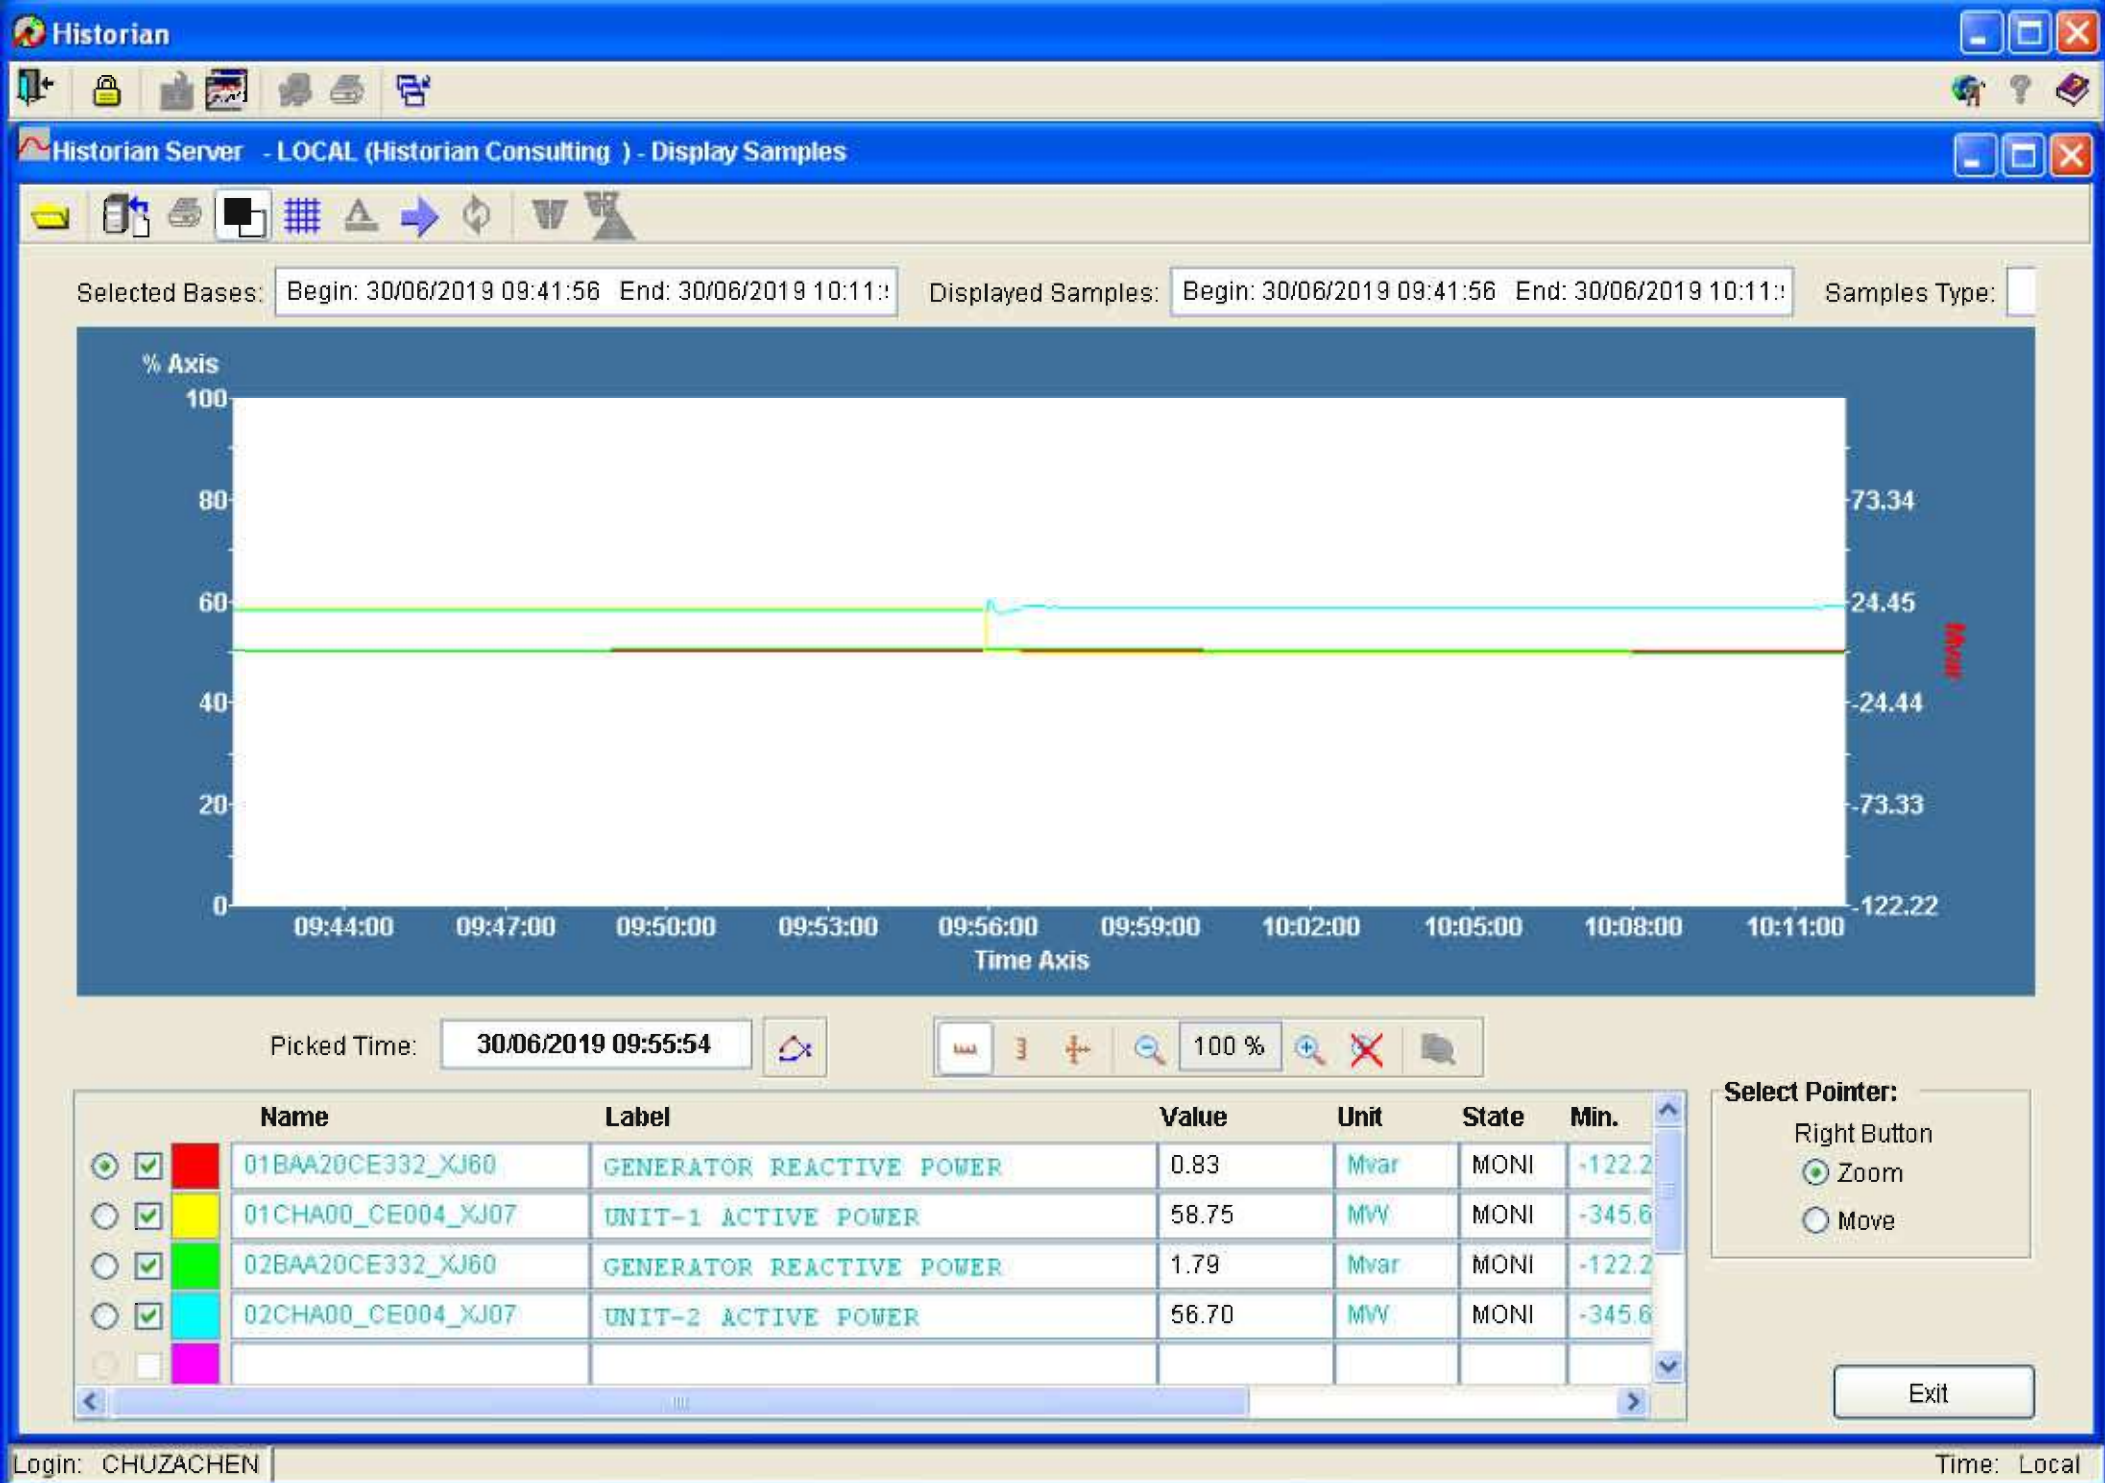 Historian
Historian Server - LOCAL (Historian Consulting ) - Display Samples
Selected Bases: Begin: 30/06/2019 09:41:56 End: 30/06/2019 10:11: Displayed Samples: Begin: 30/06/2019 09:41:56 End: 30/06/2019 10:11: Samples Type:
% Axis
100
80 73.34
60 24.45
Mvar
40 -24.44
20 -73.33
0 -122.22
09:44:00 09:47:00 09:50:00 09:53:00 09:56:00 09:59:00 10:02:00 10:05:00 10:08:00 10:11:00
Time Axis
Picked Time: 30/06/2019 09:55:54 100 %
Name Label Value Unit State Min.
01BAA20CE332_XJ60 GENERATOR REACTIVE POWER 0.83 Mvar MONI -122.2
01CHA00_CE004_XJ07 UNIT-1 ACTIVE POWER 58.75 MW MONI -345.6
02BAA20CE332_XJ60 GENERATOR REACTIVE POWER 1.79 Mvar MONI -122.2
02CHA00_CE004_XJ07 UNIT-2 ACTIVE POWER 56.70 MW MONI -345.6
Select Pointer:
Right Button
Zoom
Move
Exit
Login: CHUZACHEN Time: Local